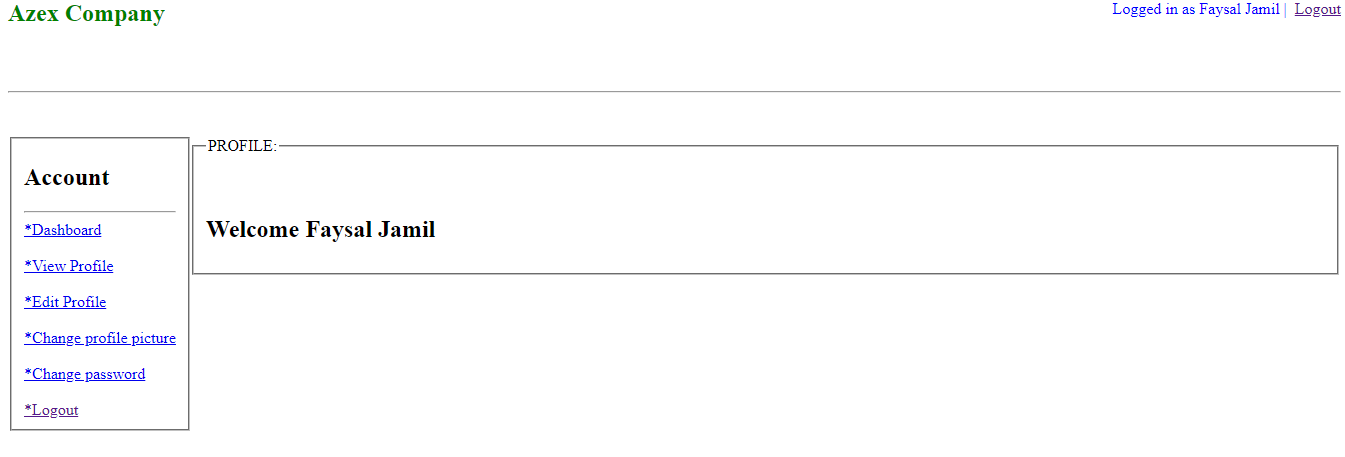 Azex Company
Logged in as Faysal Jamil | Logout
Account
*Dashboard
*View Profile
*Edit Profile
*Change profile picture
*Change password
*Logout
PROFILE:
Welcome Faysal Jamil